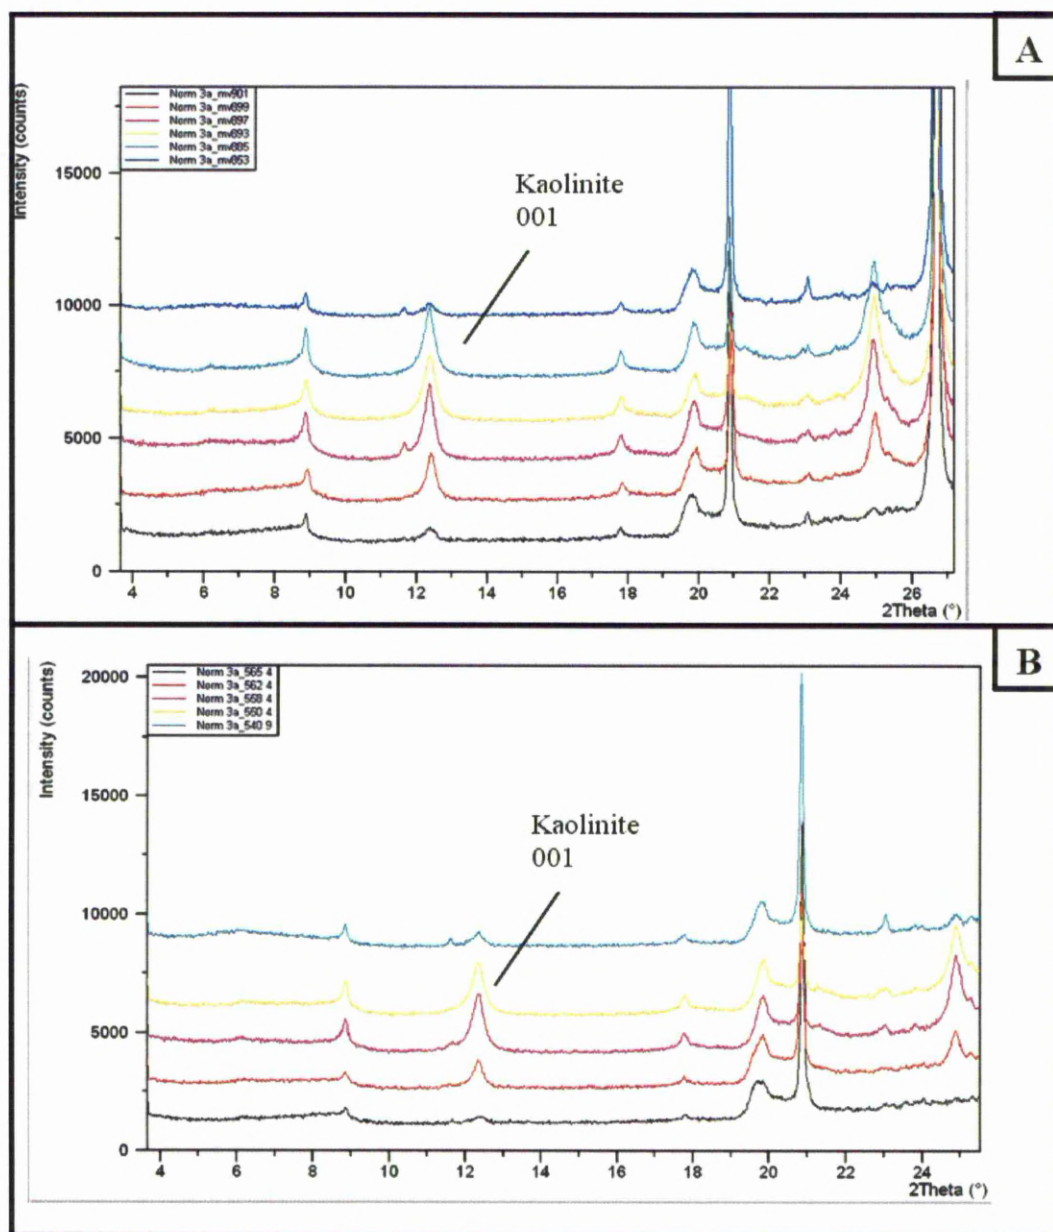 A
Intensity (counts)
Norm 3a_mv901
Norm 3a_mv899
Norm 3a_mv897
Norm 3a_mv893
Norm 3a_mv885
Norm 3a_mv853
15000
10000
5000
0
Kaolinite
001
4 6 8 10 12 14 16 18 20 22 24 26
2Theta (°)
B
Intensity (counts)
Norm 3a_565 4
Norm 3a_562 4
Norm 3a_558 4
Norm 3a_550 4
Norm 3a_540 9
20000
15000
10000
5000
0
Kaolinite
001
4 6 8 10 12 14 16 18 20 22 24
2Theta (°)